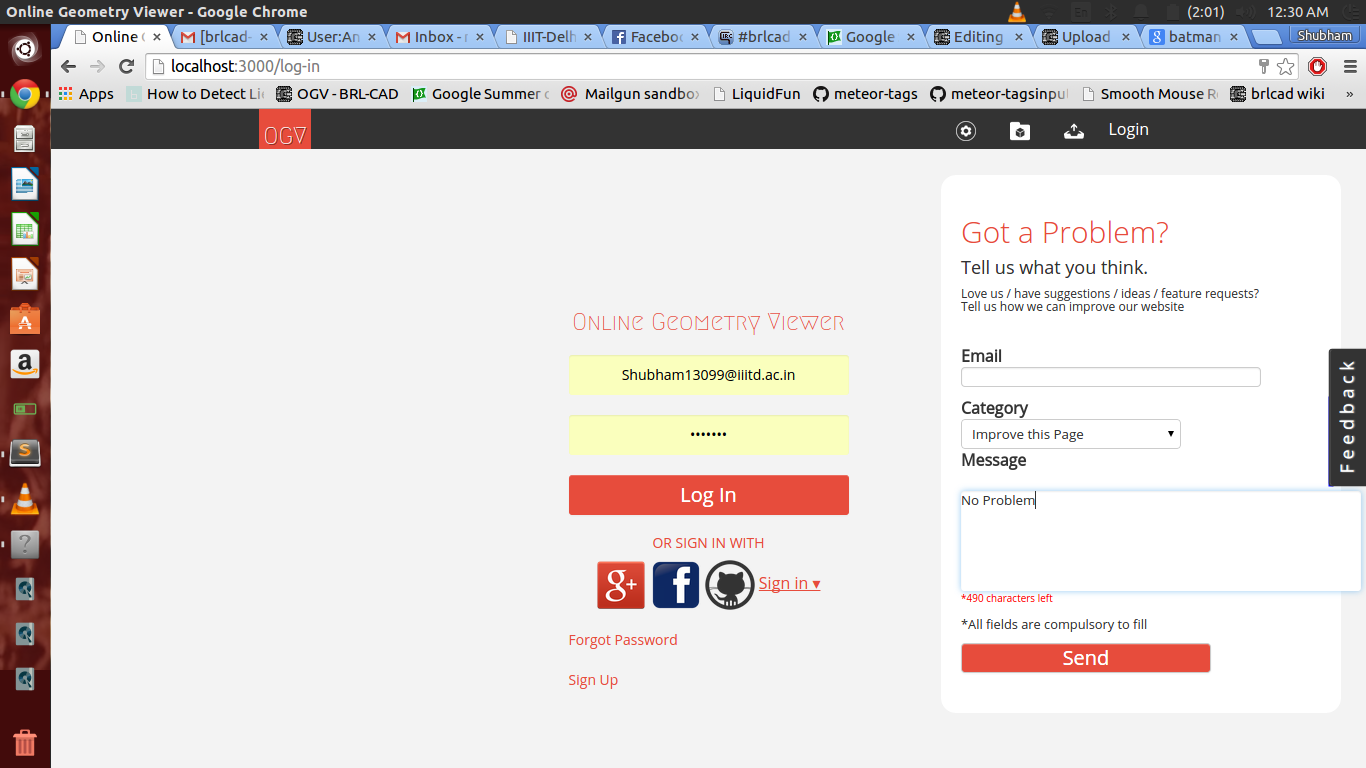 Online Geometry Viewer - Google Chrome
En (2:01) 12:30 AM
Online G
[brlcad-
User:An
Inbox -
IIIT-Delh
Faceboo
#brlcad
Google
Editing
Upload
batman
Shubham
localhost:3000/log-in
Apps How to Detect Li OGV - BRL-CAD Google Summer Mailgun sandbo LiquidFun meteor-tags meteor-tagsinpu Smooth Mouse brlcad wiki »
OGV
Login
Online Geometry Viewer
Shubham13099@iiitd.ac.in
•••••••
Log In
OR SIGN IN WITH
g+ f Sign in ▾
Forgot Password
Sign Up
Got a Problem?
Tell us what you think.
Love us / have suggestions / ideas / feature requests?
Tell us how we can improve our website
Email
Category
Improve this Page
Message
No Problem
*490 characters left
*All fields are compulsory to fill
Send
Feedback